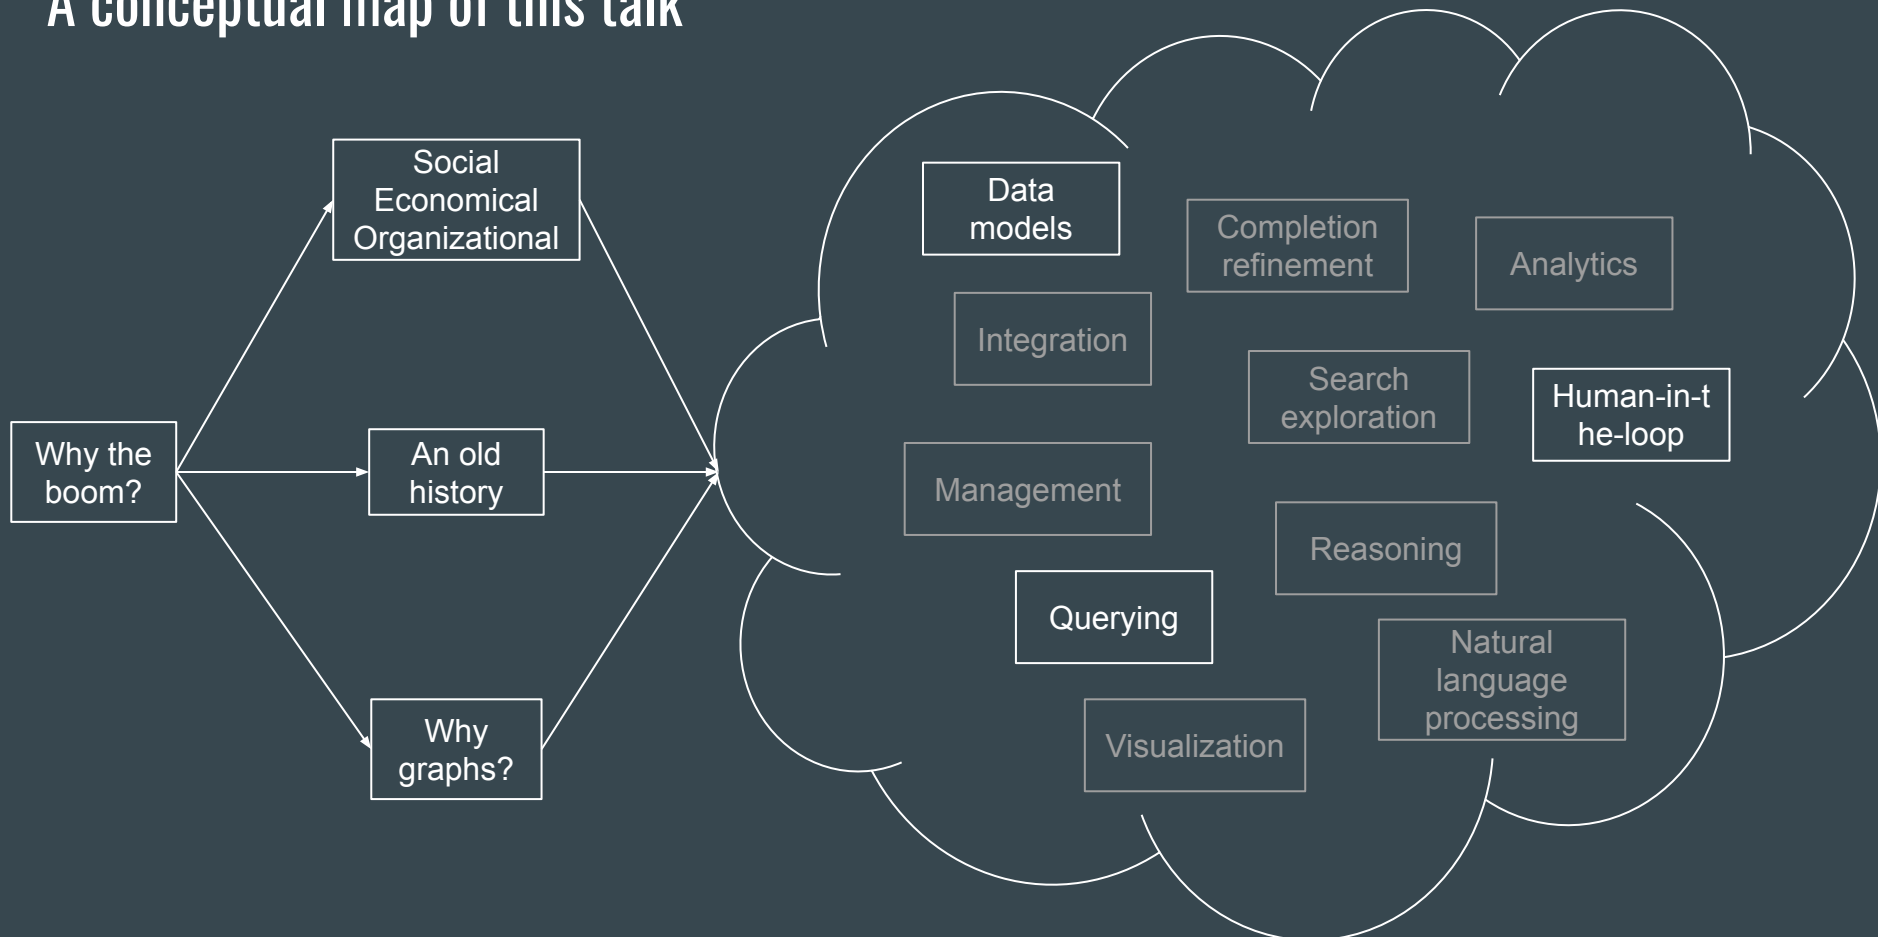 A conceptual map of this talk
Why the
boom?
Social
Economical
Organizational
An old
history
Why
graphs?
Data
models
Completion
refinement
Analytics
Integration
Search
exploration
Human-in-t
he-loop
Management
Reasoning
Querying
Natural
language
processing
Visualization